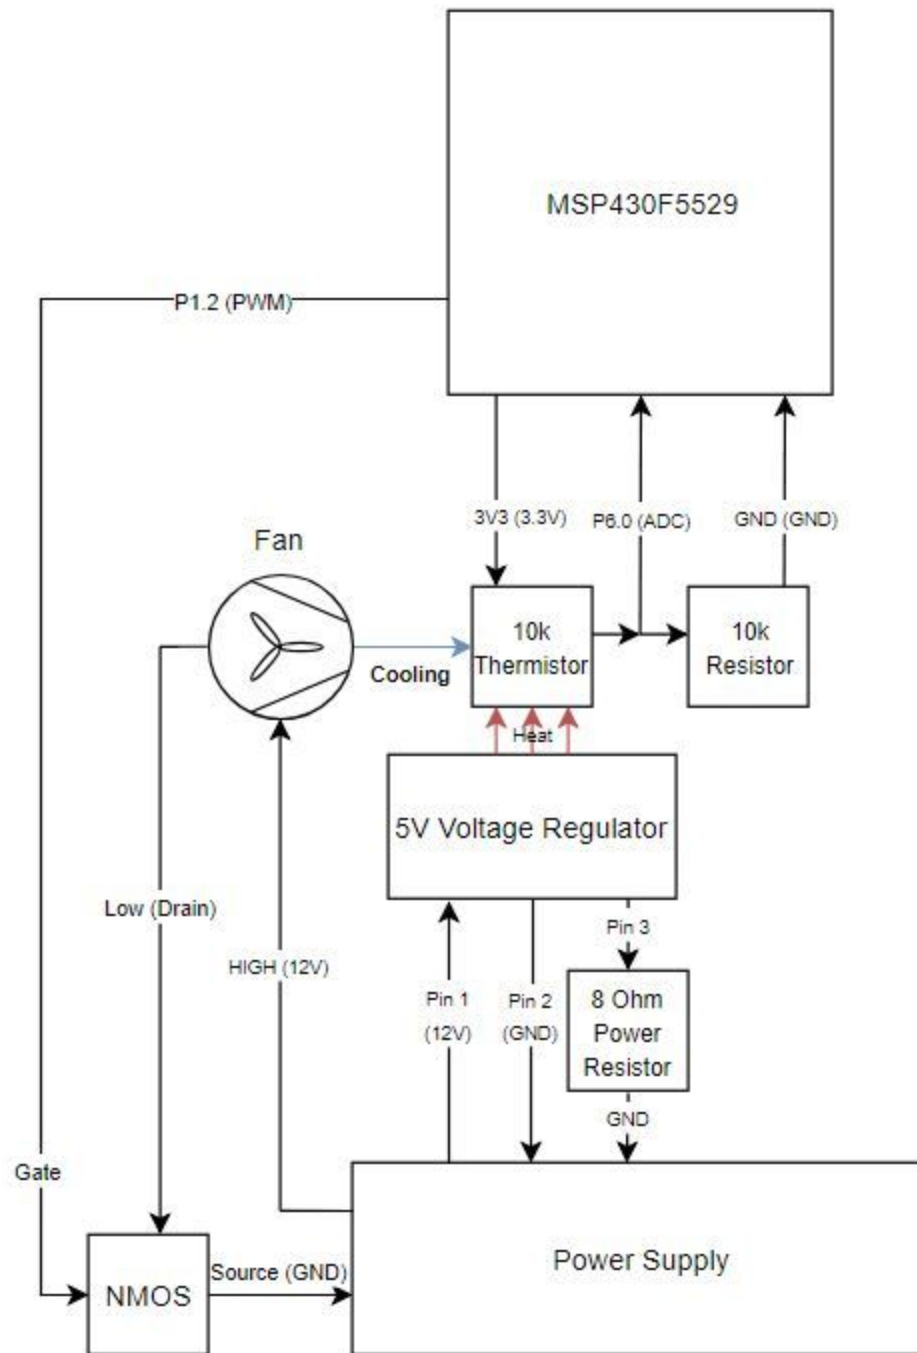 MSP430F5529
P1.2 (PWM)
3V3 (3.3V)
P6.0 (ADC)
GND (GND)
Fan
10k
Thermistor
10k
Resistor
Cooling
Heat
5V Voltage Regulator
Low (Drain)
HIGH (12V)
Pin 1
(12V)
Pin 2
(GND)
Pin 3
8 Ohm
Power
Resistor
GND
Gate
Source (GND)
NMOS
Power Supply